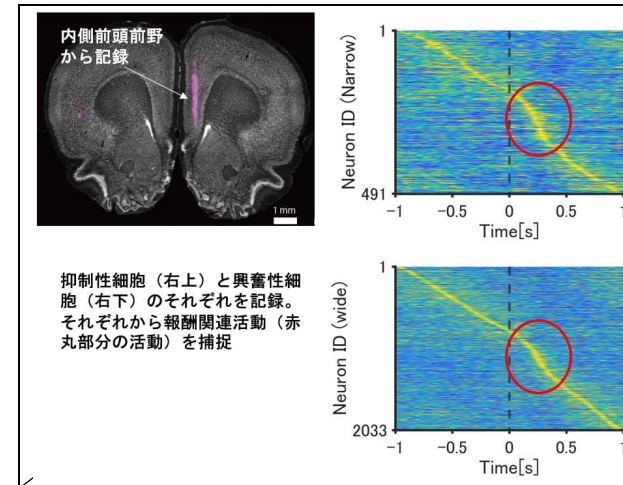 内側前頭前野
から記録
1 mm
抑制性細胞（右上）と興奮性細
胞（右下）のそれぞれを記録。
それぞれから報酬関連活動（赤
丸部分の活動）を捕捉
Neuron ID (Narrow)
1
491
-1 -0.5 0 0.5 1
Time[s]
Neuron ID (wide)
1
2033
-1 -0.5 0 0.5 1
Time[s]